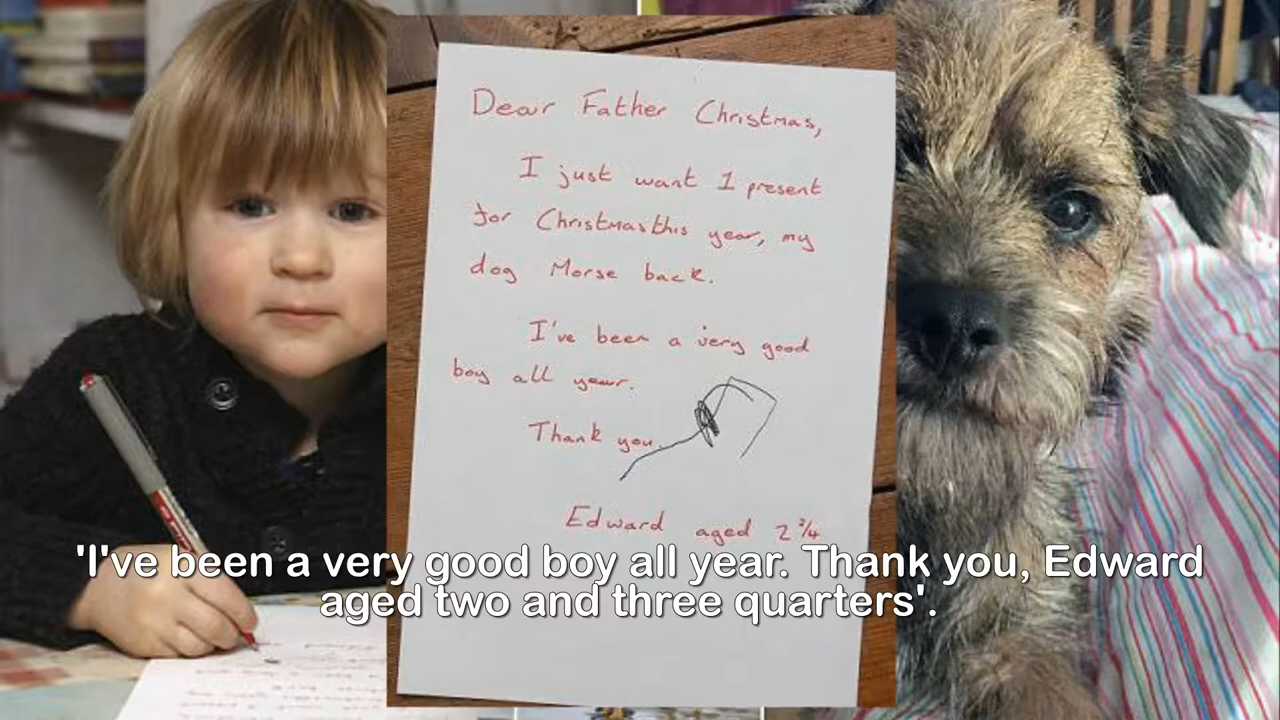 Dear Father Christmas,
I just want 1 present
for Christmas this year, my
dog Morse back.
I've been a very good
boy all year.
Thank you.
Edward aged 2 3/4
'I've been a very good boy all year. Thank you, Edward
aged two and three quarters'.